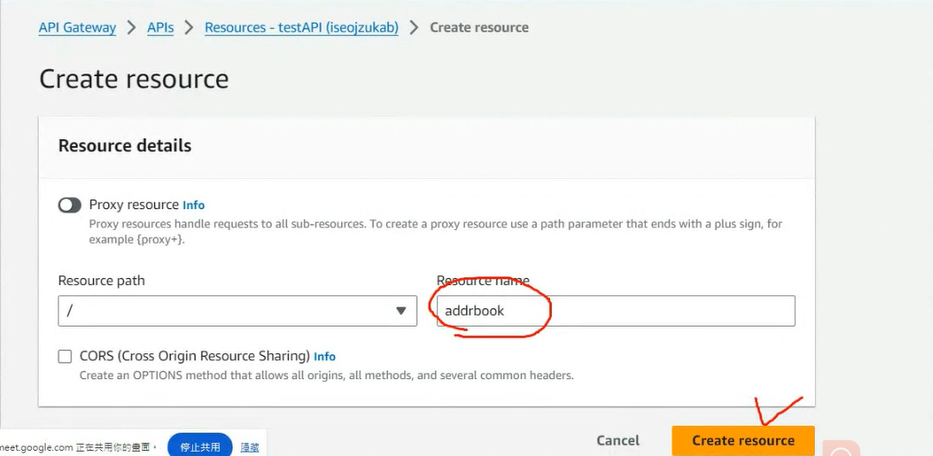 API Gateway > APIs > Resources - testAPI (iseojzukab) > Create resource
Create resource
Resource details
Proxy resource Info
Proxy resources handle requests to all sub-resources. To create a proxy resource use a path parameter that ends with a plus sign, for
example {proxy+}.
Resource path Resource name
/ addrbook
CORS (Cross Origin Resource Sharing) Info
Create an OPTIONS method that allows all origins, all methods, and several common headers.
meet.google.com 正在共用你的畫面。 停止共用 隱藏 Cancel Create resource